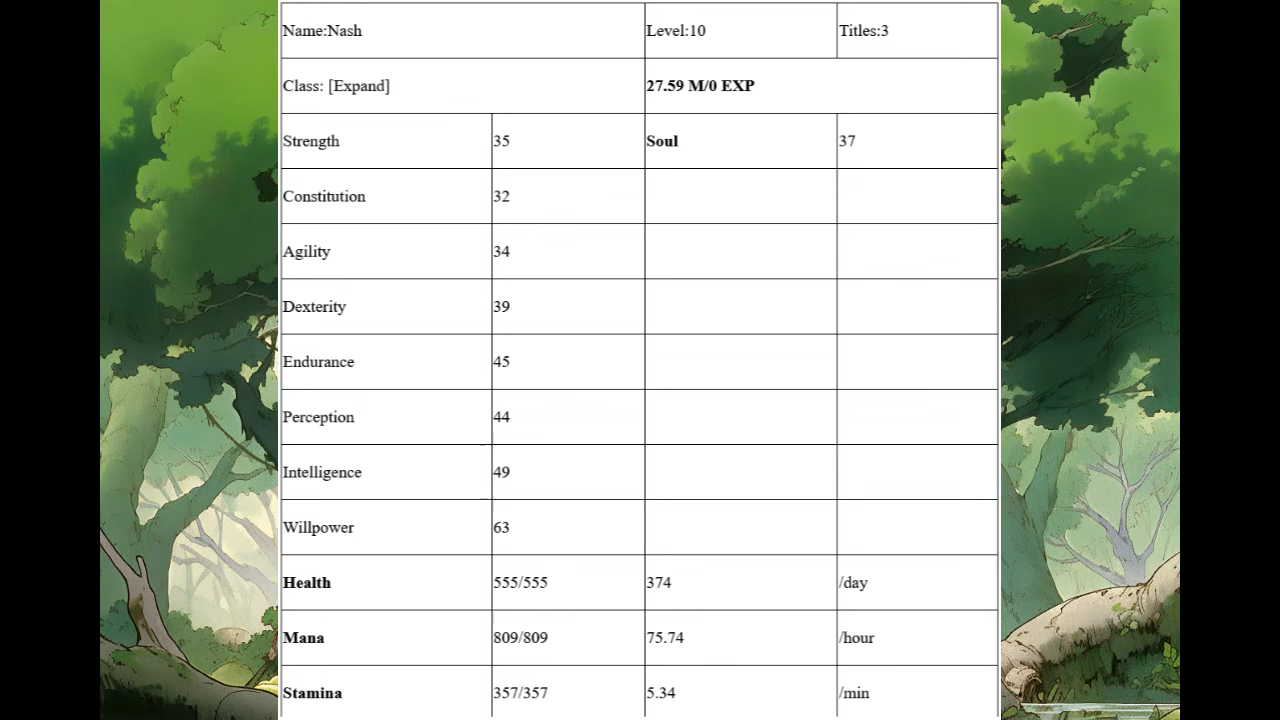 Name:Nash Level:10 Titles:3
Class: [Expand] 27.59 M/0 EXP
Strength 35 Soul 37
Constitution 32
Agility 34
Dexterity 39
Endurance 45
Perception 44
Intelligence 49
Willpower 63
Health 555/555 374 /day
Mana 809/809 75.74 /hour
Stamina 357/357 5.34 /min